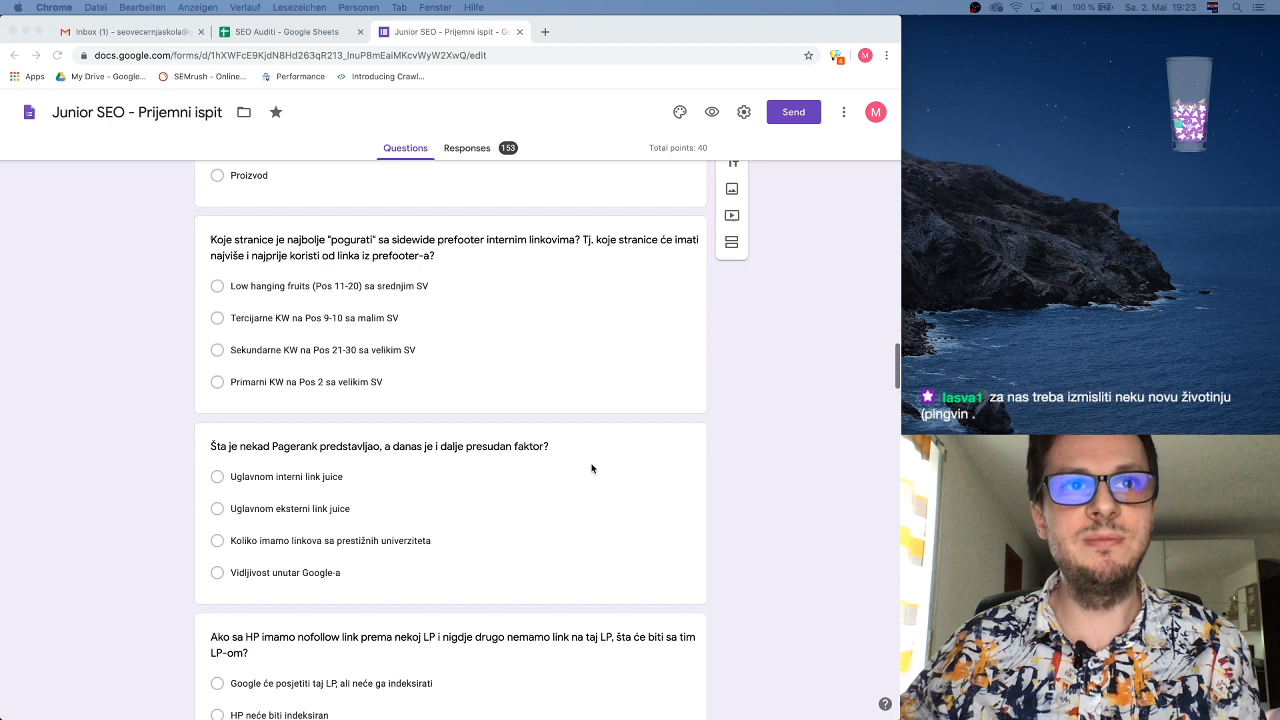 Chrome Datei Bearbeiten Anzeigen Verlauf Lesezeichen Personen Tab Fenster Hilfe 100 % Sa. 2. Mai 19:23
Inbox (1) - seovecernjaskola@g
SEO Auditi - Google Sheets
Junior SEO - Prijemni ispit - Go
docs.google.com/forms/d/1hXWFcE9KjdN8Hd263qR213_lnuP8mEaiMKcvWyW2XwQ/edit
Apps My Drive - Google... SEMrush - Online... Performance Introducing Crawl...
Junior SEO - Prijemni ispit
Send
M
Questions Responses 153 Total points: 40
Proizvod
Koje stranice je najbolje "pogurati" sa sidewide prefooter internim linkovima? Tj. koje stranice će imati
najviše i najprije koristi od linka iz prefooter-a?
Low hanging fruits (Pos 11-20) sa srednjim SV
Tercijarne KW na Pos 9-10 sa malim SV
Sekundarne KW na Pos 21-30 sa velikim SV
Primarni KW na Pos 2 sa velikim SV
Šta je nekad Pagerank predstavljao, a danas je i dalje presudan faktor?
Uglavnom interni link juice
Uglavnom eksterni link juice
Koliko imamo linkova sa prestižnih univerziteta
Vidljivost unutar Google-a
Ako sa HP imamo nofollow link prema nekoj LP i nigdje drugo nemamo link na taj LP, šta će biti sa tim
LP-om?
Google će posjetiti taj LP, ali neće ga indeksirati
HP neće biti indeksiran
lasva1 za nas treba izmisliti neku novu životinju
(pingvin .